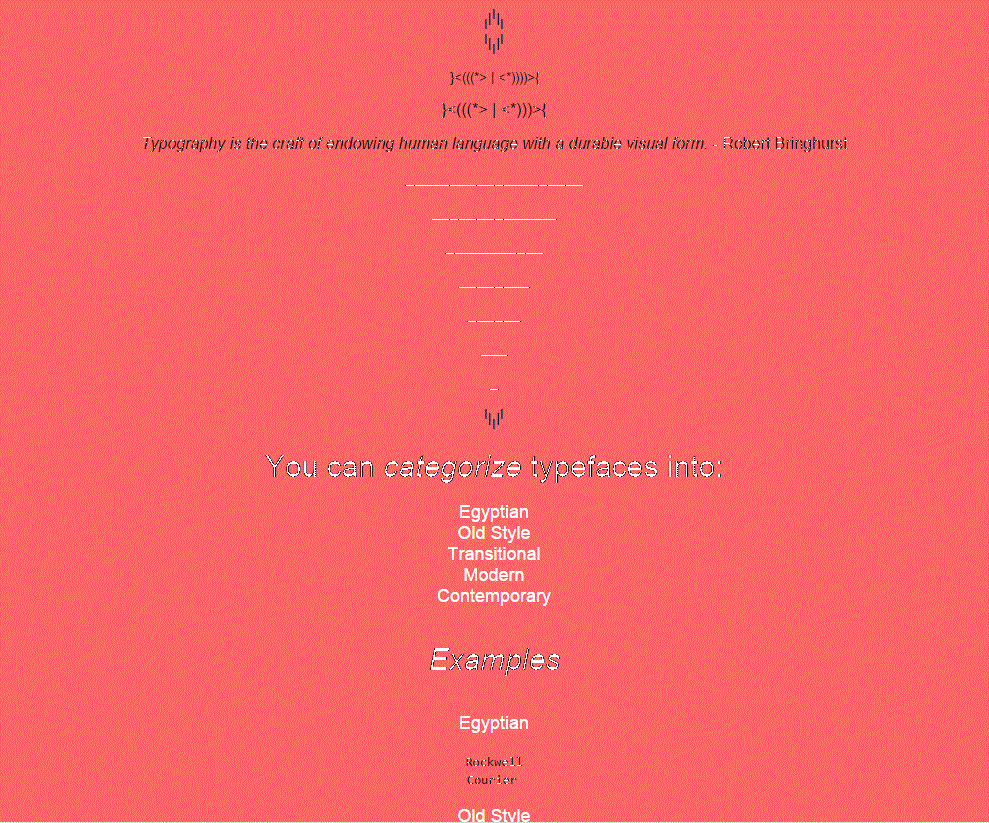 }<(((*> | <*))))>{
}<(((*> | <*)))>{
Typography is the craft of endowing human language with a durable visual form. - Robert Bringhurst
You can categorize typefaces into:
Egyptian
Old Style
Transitional
Modern
Contemporary
Examples
Egyptian
Rockwell
Courier
Old Style